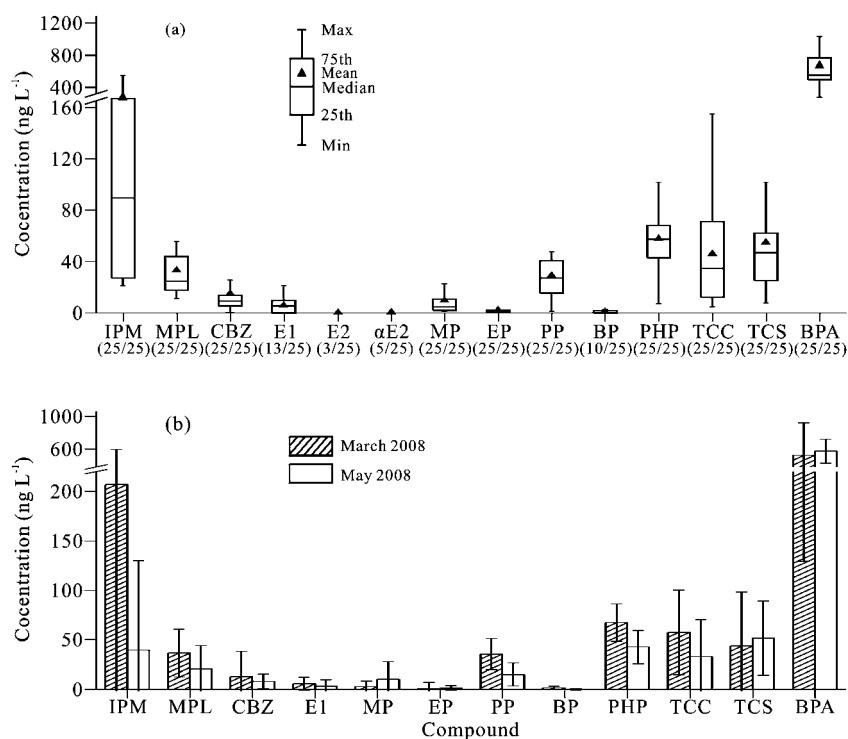 (a)
Cocentration (ng L⁻¹)
1200
800
400
160
120
80
40
0
Max
75th
Mean
Median
25th
Min
IPM MPL CBZ E1 E2 αE2 MP EP PP BP PHP TCC TCS BPA
(25/25) (25/25) (25/25) (13/25) (3/25) (5/25) (25/25) (25/25) (25/25) (10/25) (25/25) (25/25) (25/25) (25/25)
(b)
Cocentration (ng L⁻¹)
1000
600
200
150
100
50
0
March 2008
May 2008
IPM MPL CBZ E1 MP EP PP BP PHP TCC TCS BPA
Compound